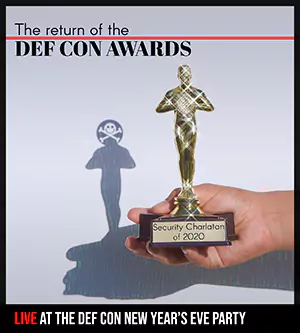 The return of the
DEF CON AWARDS
Security Charlatan
of 2020
LIVE AT THE DEF CON NEW YEAR'S EVE PARTY